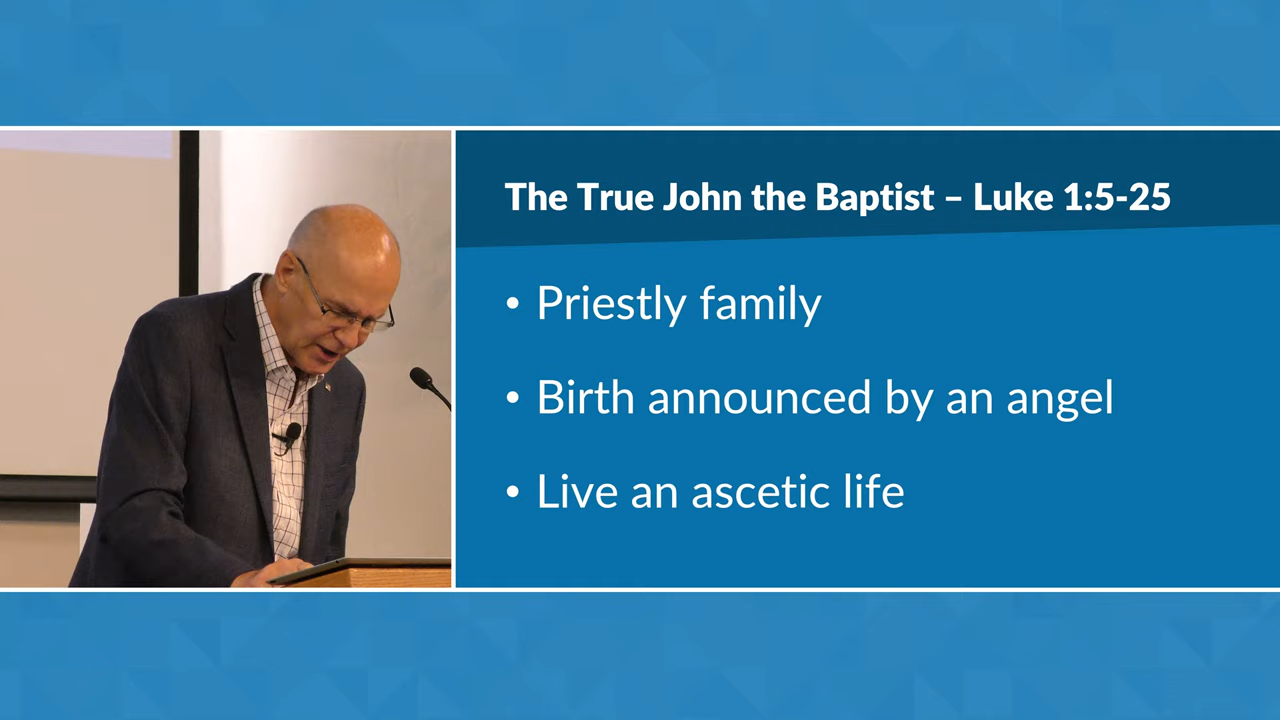 The True John the Baptist – Luke 1:5-25
• Priestly family
• Birth announced by an angel
• Live an ascetic life